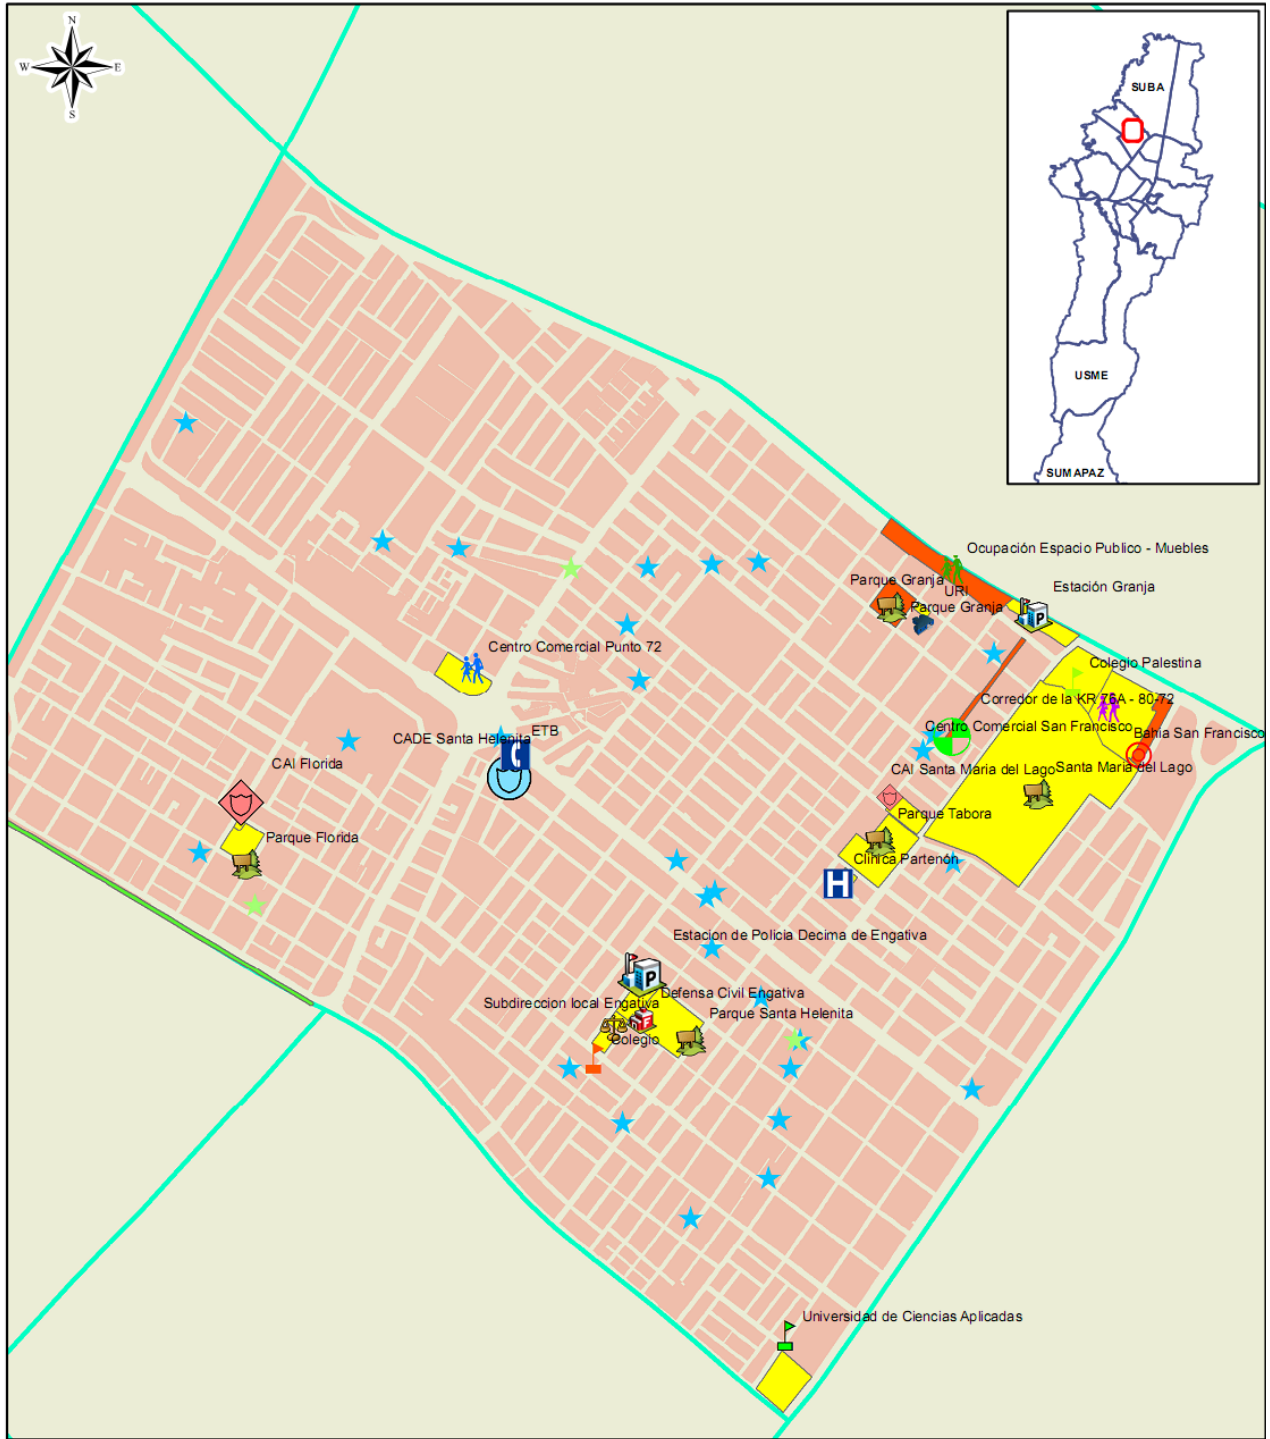 N
W
E
S
SUBA
USME
SUMAPAZ
Ocupación Espacio Publico - Muebles
Parque Granja
URI
Estación Granja
Parque Granja
P
Centro Comercial Punto 72
Colegio Palestina
Corredor de la KR 76A - 80-72
Centro Comercial San Francisco
Bahia San Francisco
ETB
CADE Santa Helenita
CAI Florida
CAI Santa Maria del Lago
Santa Maria del Lago
Parque Tabora
Parque Florida
Clinica Partenón
H
Estacion de Policia Decima de Engativa
P
Defensa Civil Engativa
Subdireccion local Engativa
Parque Santa Helenita
Colegio
Universidad de Ciencias Aplicadas